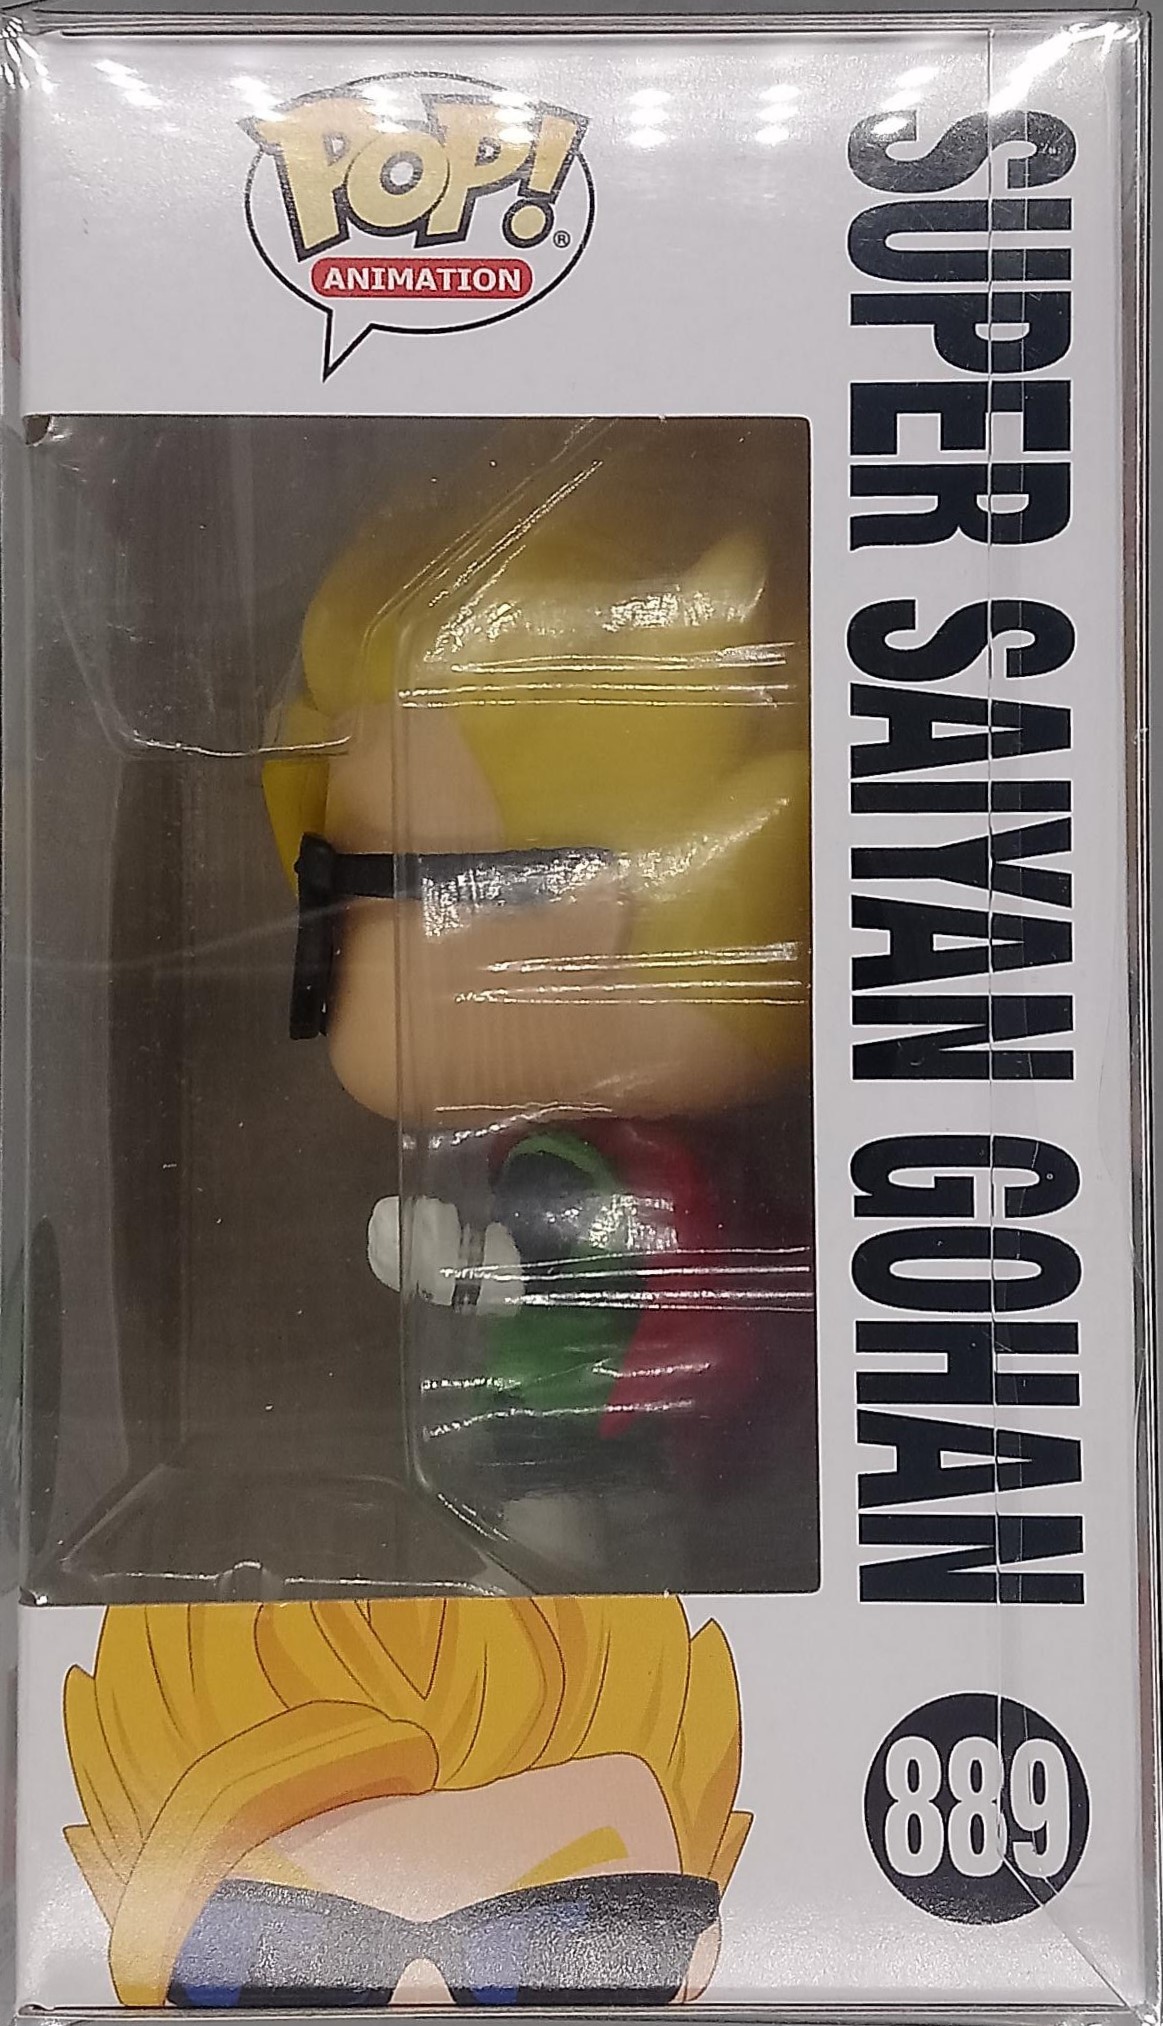 POP!®
ANIMATION
SUPER SAIYAN GOHAN
889